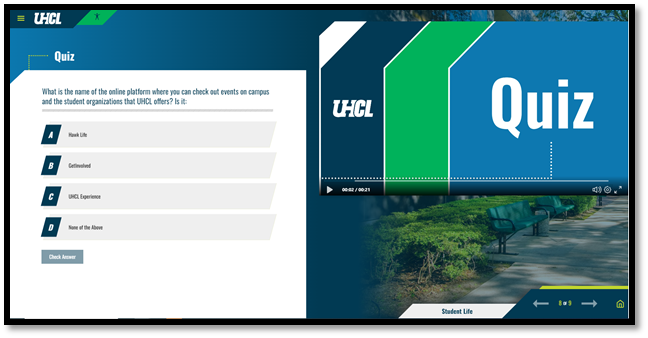 UHCL
Quiz
What is the name of the online platform where you can check out events on campus
and the student organizations that UHCL offers? Is it:
A Hawk Life
B GetInvolved
C UHCL Experience
D None of the Above
Check Answer
UHCL
Quiz
00:02 / 00:21
Student Life
8 of 9